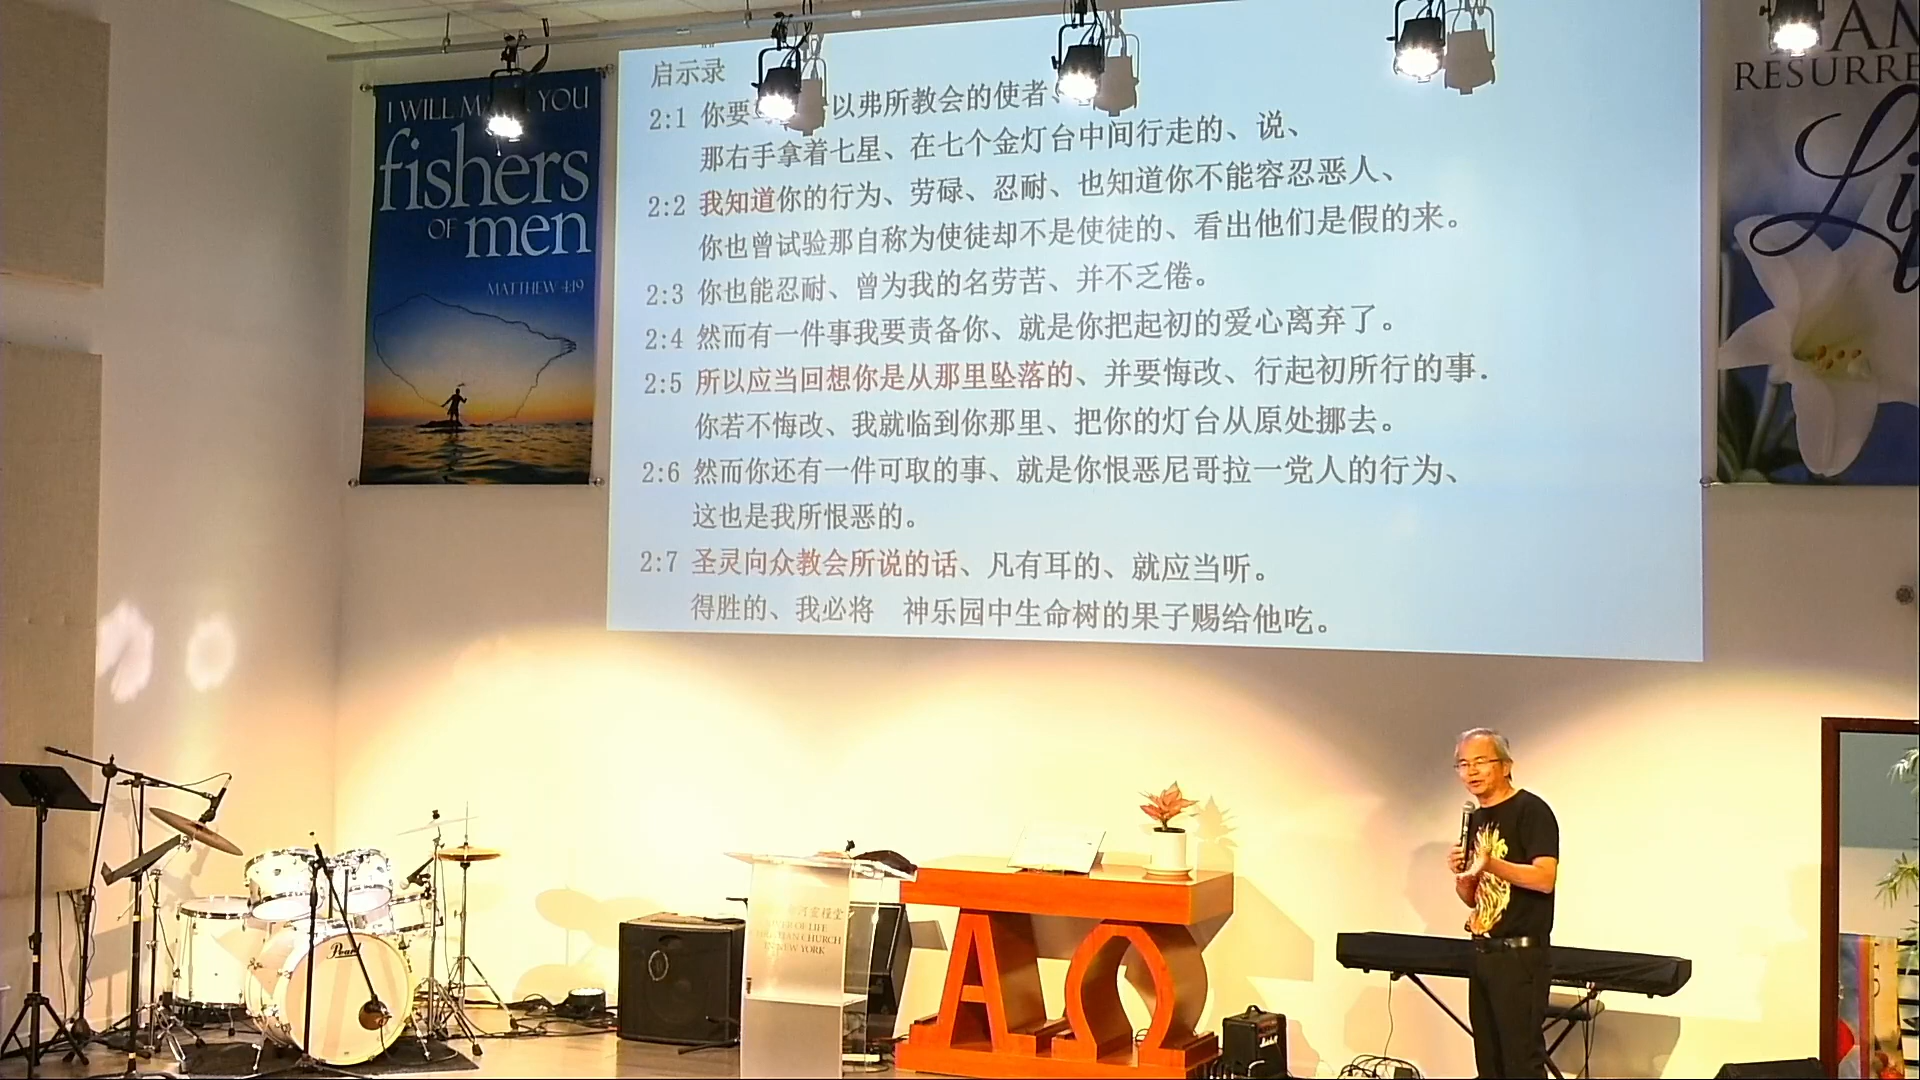 I WILL MAKE YOU
fishers
OF men
MATTHEW 4:19
启示录
2:1 你要 以弗所教会的使者、
那右手拿着七星、在七个金灯台中间行走的、说、
2:2 我知道你的行为、劳碌、忍耐、也知道你不能容忍恶人、
你也曾试验那自称为使徒却不是使徒的、看出他们是假的来。
2:3 你也能忍耐、曾为我的名劳苦、并不乏倦。
2:4 然而有一件事我要责备你、就是你把起初的爱心离弃了。
2:5 所以应当回想你是从那里坠落的、并要悔改、行起初所行的事.
你若不悔改、我就临到你那里、把你的灯台从原处挪去。
2:6 然而你还有一件可取的事、就是你恨恶尼哥拉一党人的行为、
这也是我所恨恶的。
2:7 圣灵向众教会所说的话、凡有耳的、就应当听。
得胜的、我必将 神乐园中生命树的果子赐给他吃。
AM
RESURRE
Li
Pearl
RIVER OF LIFE
CHRISTIAN CHURCH
IN NEW YORK
Α Ω
Marshall